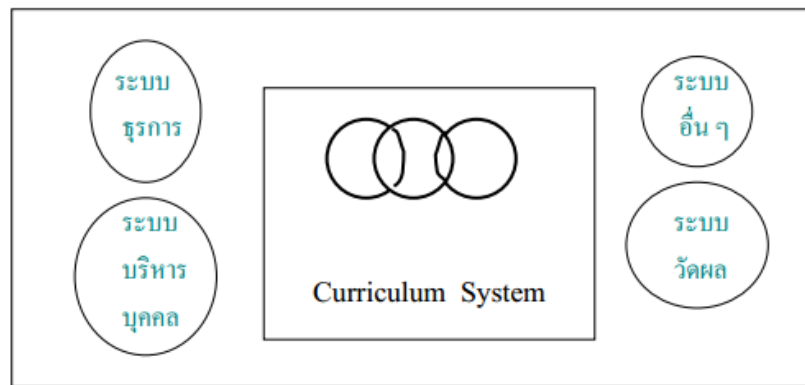 ระบบ
ธุรการ
ระบบ
บริหาร
บุคคล
Curriculum System
ระบบ
อื่น ๆ
ระบบ
วัดผล